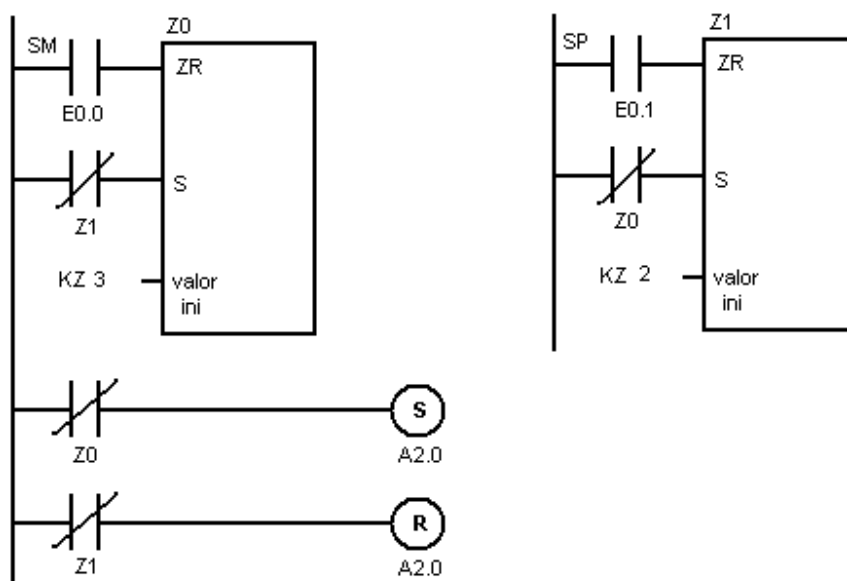 Z0
SM
ZR
E0.0
S
Z1
KZ 3
valor
ini
Z0
S
A2.0
Z1
R
A2.0
Z1
SP
ZR
E0.1
S
Z0
KZ 2
valor
ini